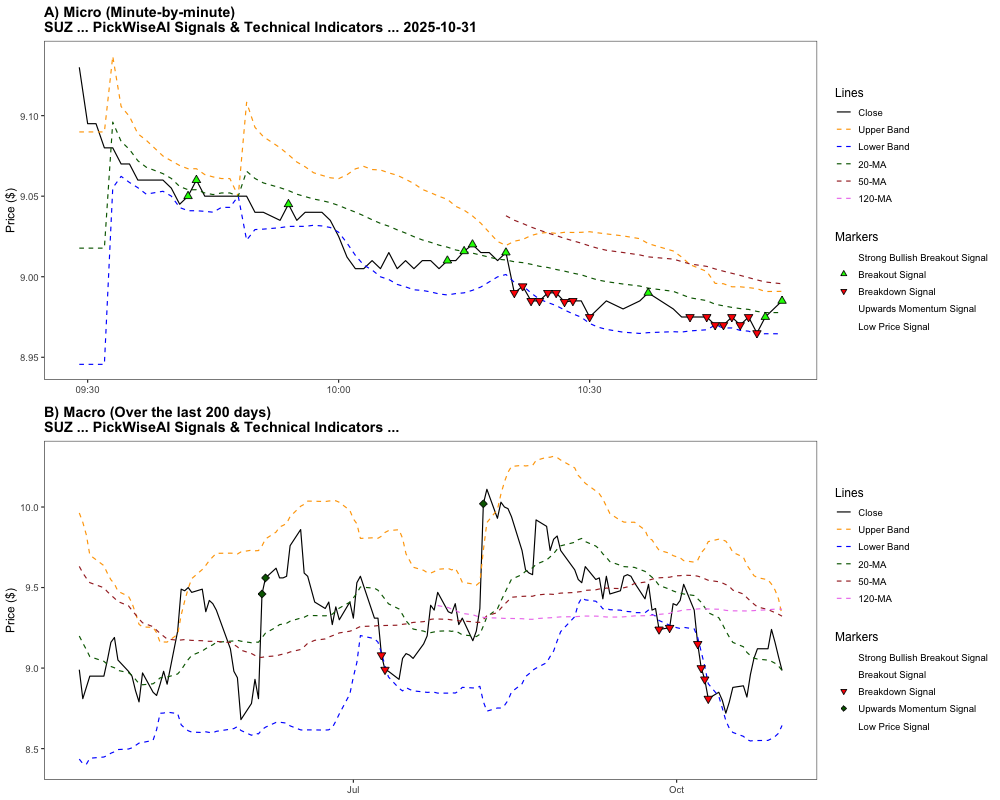 A) Micro (Minute-by-minute)
SUZ ... PickWiseAI Signals & Technical Indicators ... 2025-10-31
Price ($)
9.10
9.05
9.00
8.95
09:30
10:00
10:30
Lines
Close
Upper Band
Lower Band
20-MA
50-MA
120-MA
Markers
Strong Bullish Breakout Signal
Breakout Signal
Breakdown Signal
Upwards Momentum Signal
Low Price Signal
B) Macro (Over the last 200 days)
SUZ ... PickWiseAI Signals & Technical Indicators ...
Price ($)
10.0
9.5
9.0
8.5
Jul
Oct
Lines
Close
Upper Band
Lower Band
20-MA
50-MA
120-MA
Markers
Strong Bullish Breakout Signal
Breakout Signal
Breakdown Signal
Upwards Momentum Signal
Low Price Signal